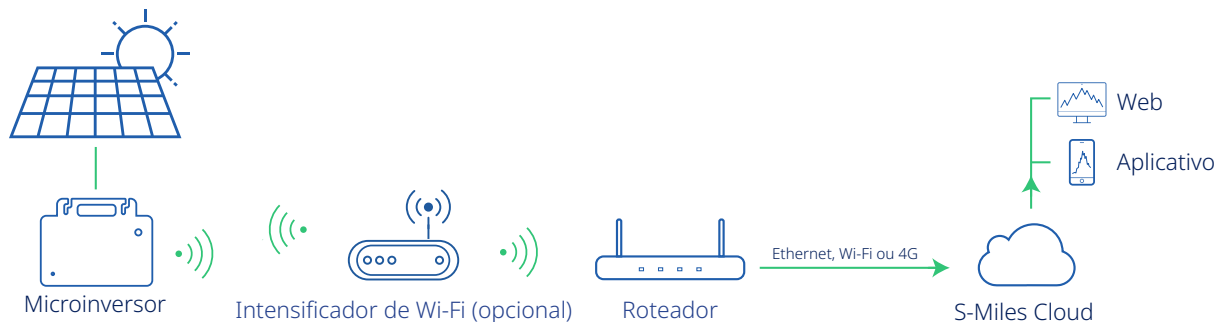 Web
Aplicativo
Ethernet, Wi-Fi ou 4G
Microinversor
Intensificador de Wi-Fi (opcional)
Roteador
S-Miles Cloud